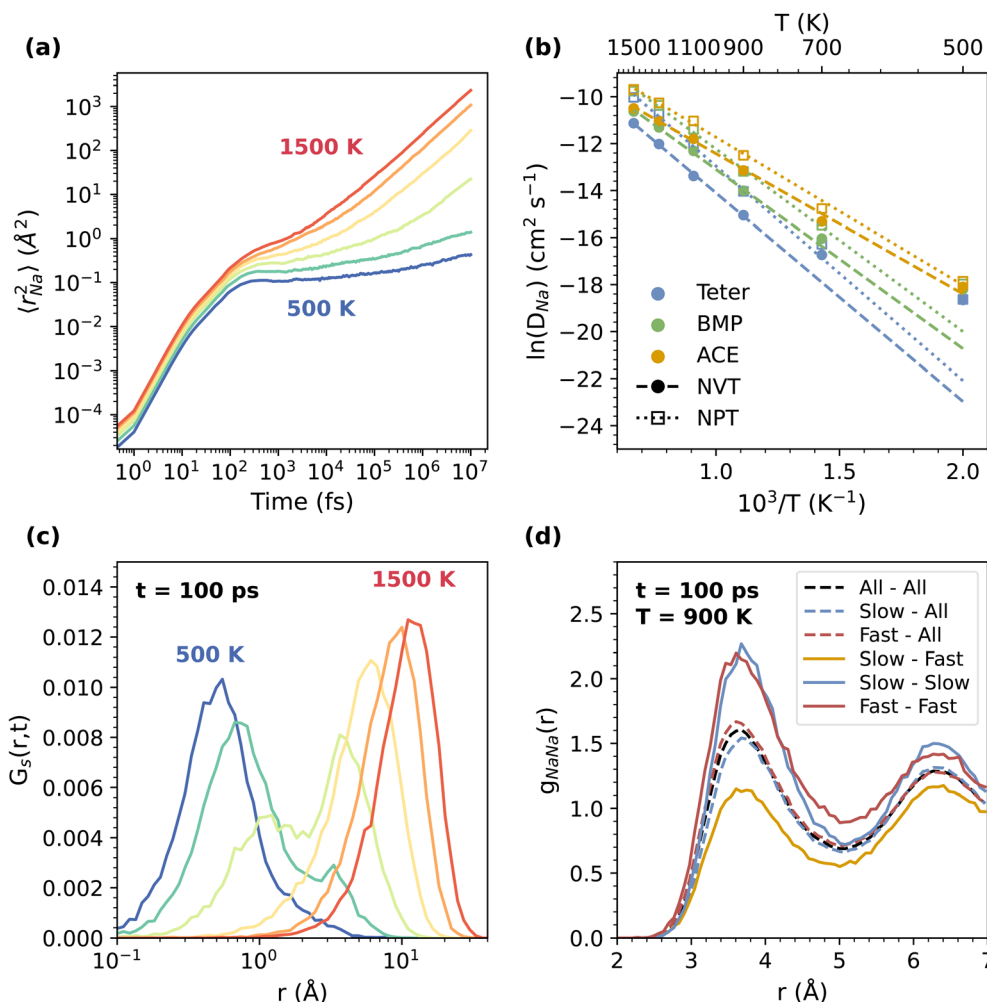 (a)
10³
10²
10¹
10⁰
10⁻¹
10⁻²
10⁻³
10⁻⁴
⟨r²Na⟩ (Å²)
1500 K
500 K
10⁰ 10¹ 10² 10³ 10⁴ 10⁵ 10⁶ 10⁷
Time (fs)
(b)
T (K)
1500 1100 900 700 500
−10
−12
−14
−16
−18
−20
−22
−24
ln(D_Na) (cm² s⁻¹)
Teter
BMP
ACE
NVT
NPT
1.0 1.5 2.0
10³/T (K⁻¹)
(c)
0.014
0.012
0.010
0.008
0.006
0.004
0.002
0.000
G_s(r,t)
t = 100 ps
1500 K
500 K
10⁻¹ 10⁰ 10¹
r (Å)
(d)
2.5
2.0
1.5
1.0
0.5
0.0
g_NaNa(r)
t = 100 ps
T = 900 K
All - All
Slow - All
Fast - All
Slow - Fast
Slow - Slow
Fast - Fast
2 3 4 5 6 7
r (Å)